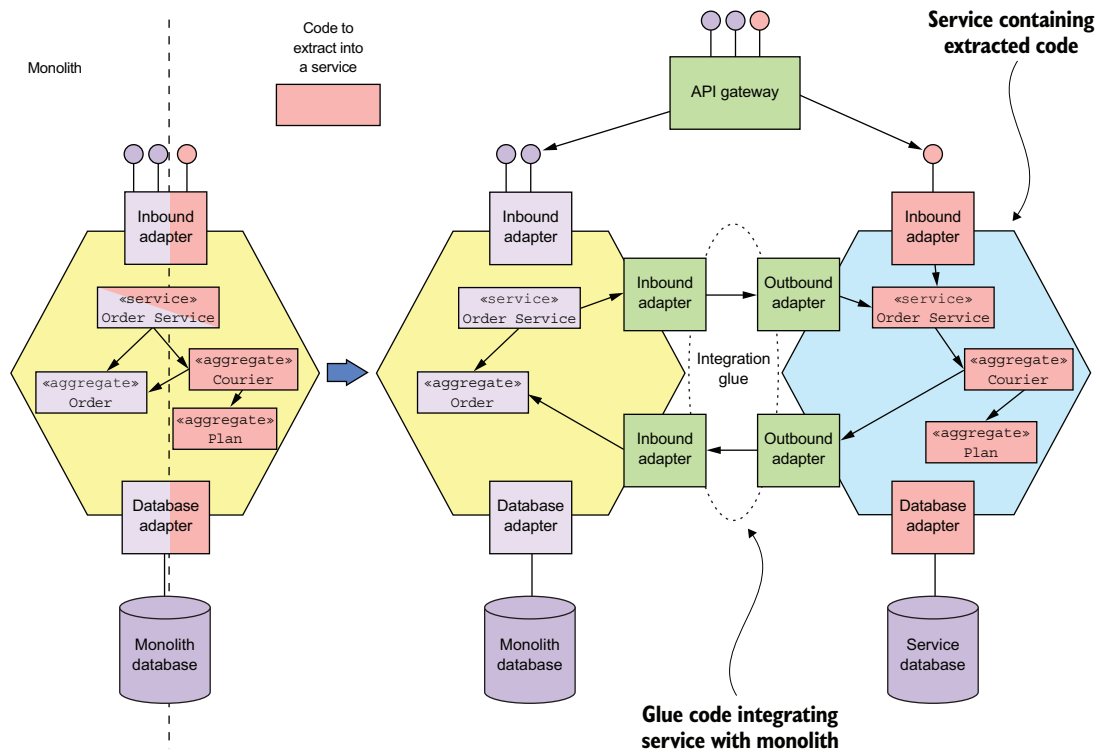 Monolith
Code to
extract into
a service
Inbound
adapter
«service»
Order Service
«aggregate»
Order
«aggregate»
Courier
«aggregate»
Plan
Database
adapter
Monolith
database
API gateway
Service containing
extracted code
Inbound
adapter
«service»
Order Service
«aggregate»
Order
Inbound
adapter
Outbound
adapter
Integration
glue
Inbound
adapter
Outbound
adapter
Database
adapter
Monolith
database
Inbound
adapter
«service»
Order Service
«aggregate»
Courier
«aggregate»
Plan
Database
adapter
Service
database
Glue code integrating
service with monolith